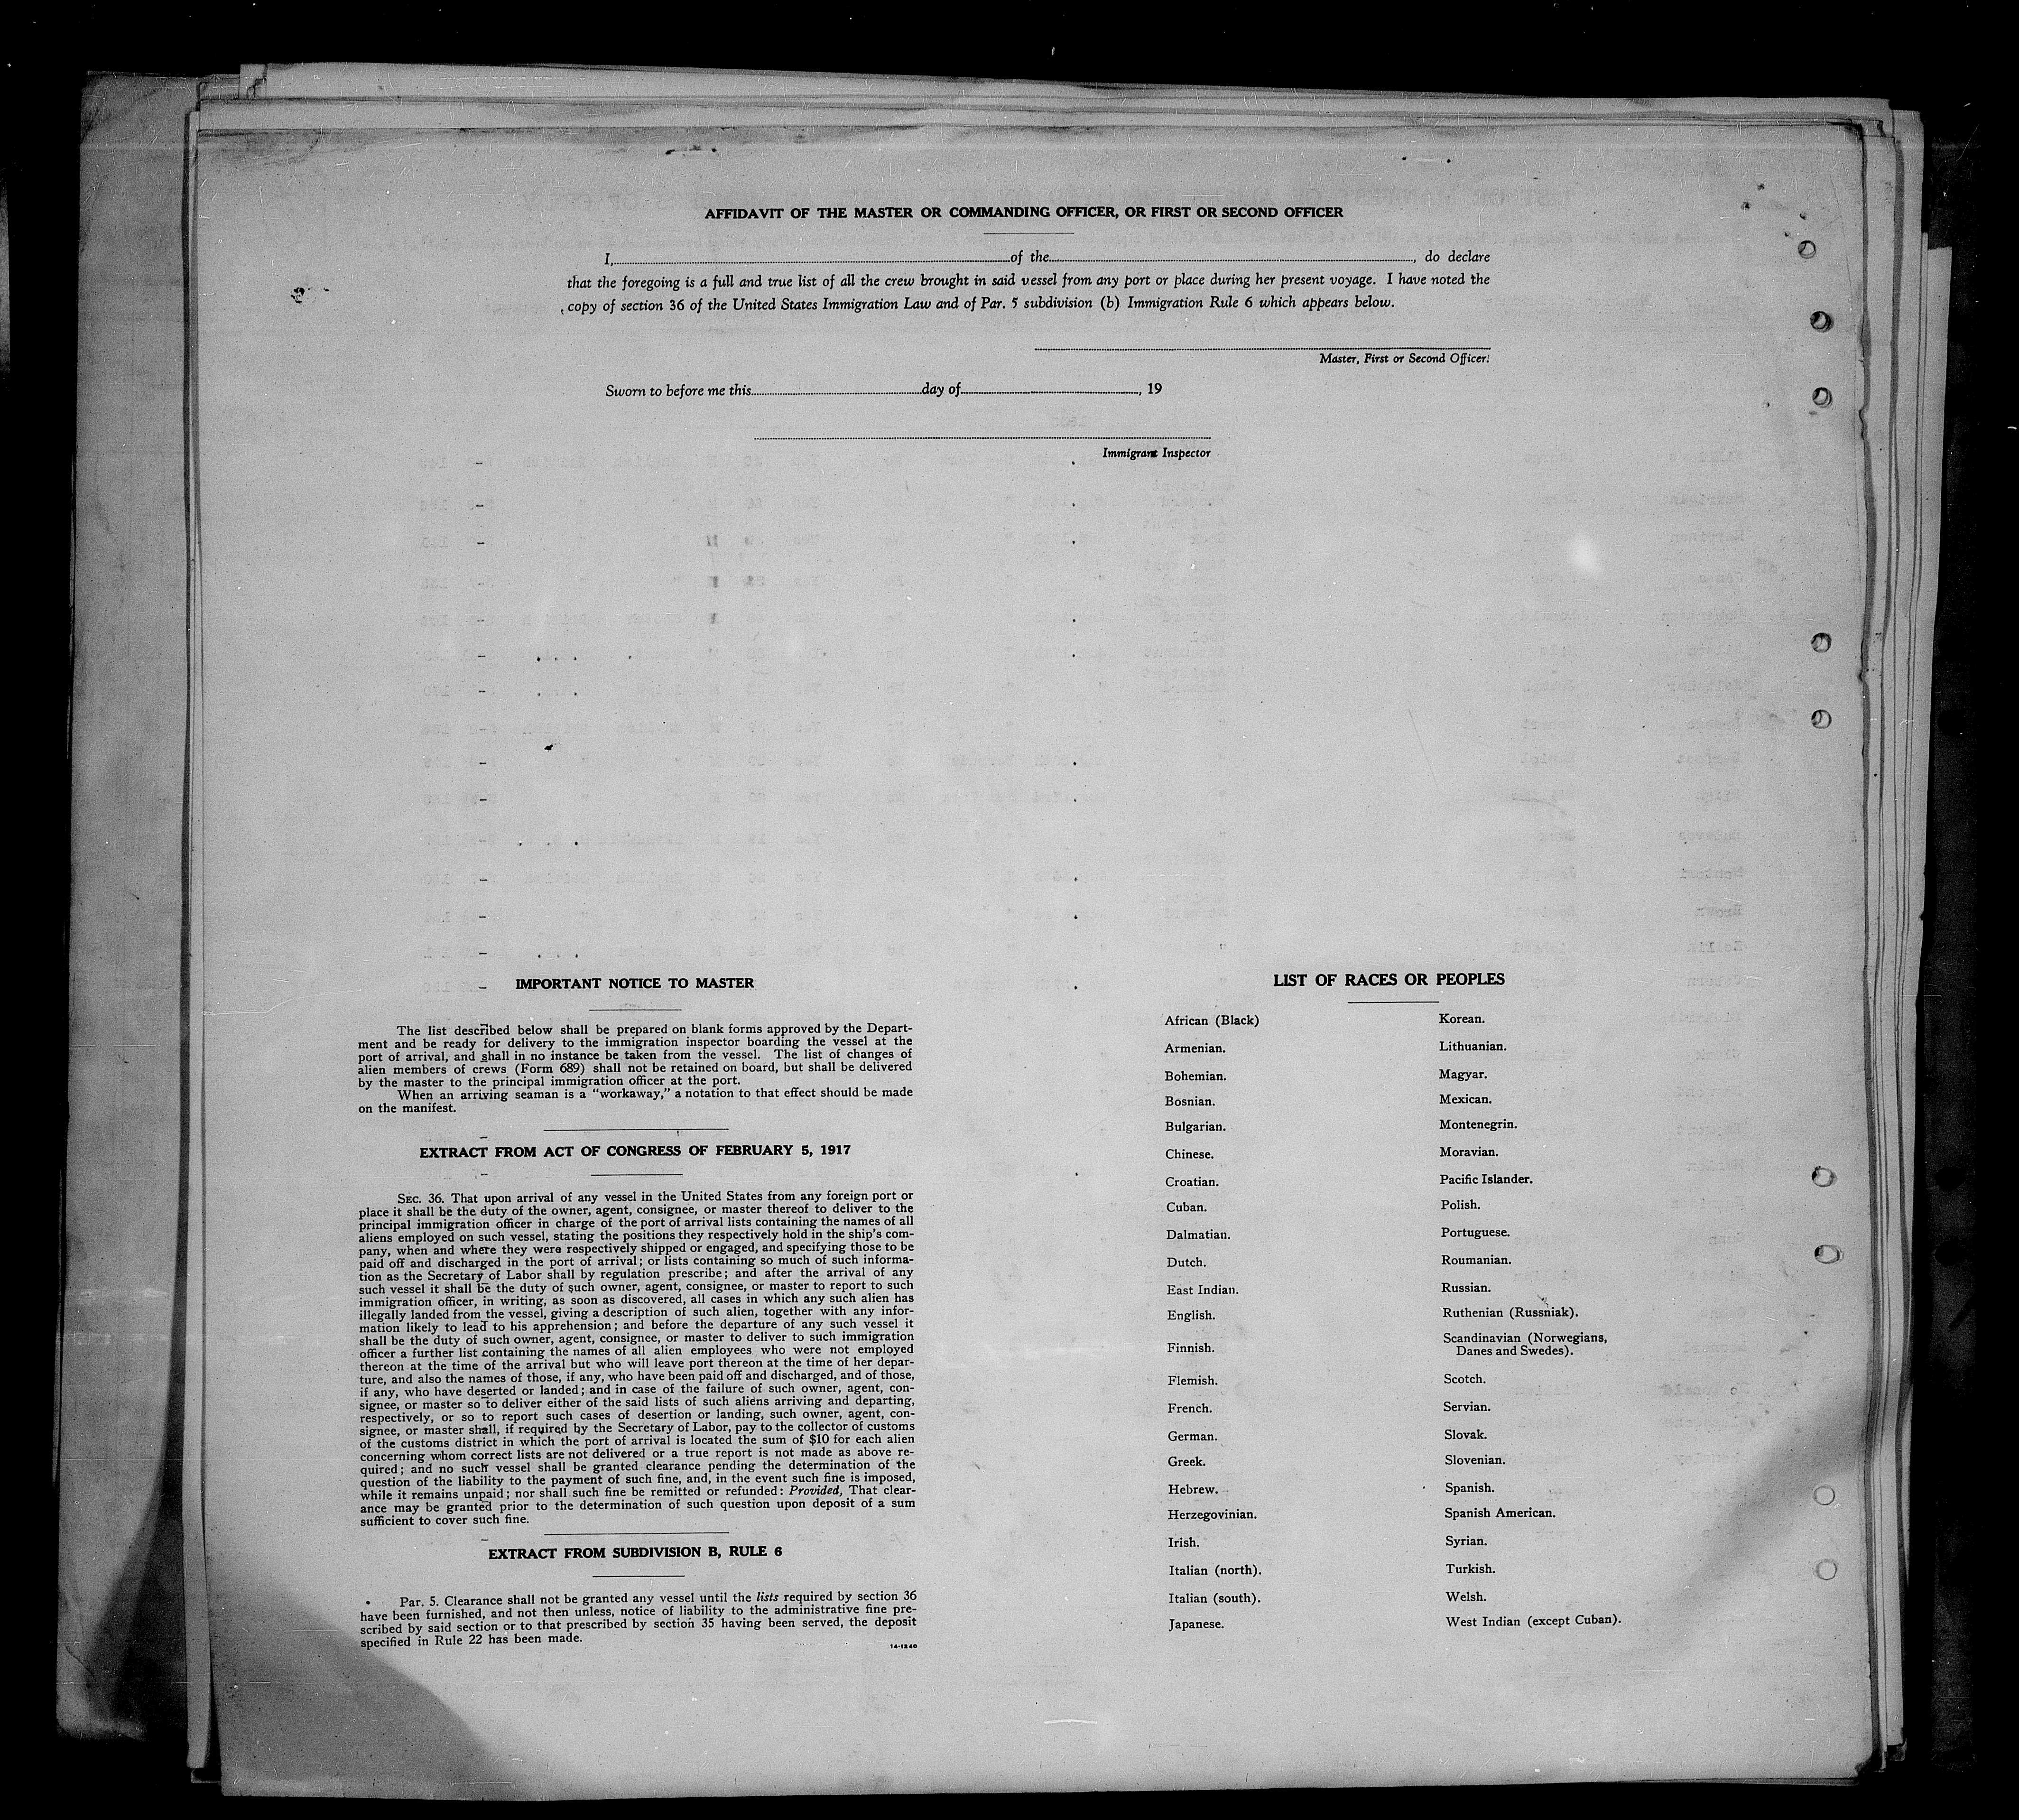 AFFIDAVIT OF THE MASTER OR COMMANDING OFFICER, OR FIRST OR SECOND OFFICER
I, of the , do declare
that the foregoing is a full and true list of all the crew brought in said vessel from any port or place during her present voyage. I have noted the
copy of section 36 of the United States Immigration Law and of Par. 5 subdivision (b) Immigration Rule 6 which appears below.
Master, First or Second Officer.
Sworn to before me this day of , 19
Immigrant Inspector
IMPORTANT NOTICE TO MASTER
The list described below shall be prepared on blank forms approved by the Depart-
ment and be ready for delivery to the immigration inspector boarding the vessel at the
port of arrival, and shall in no instance be taken from the vessel. The list of changes of
alien members of crews (Form 689) shall not be retained on board, but shall be delivered
by the master to the principal immigration officer at the port.
When an arriving seaman is a “workaway,” a notation to that effect should be made
on the manifest.
EXTRACT FROM ACT OF CONGRESS OF FEBRUARY 5, 1917
SEC. 36. That upon arrival of any vessel in the United States from any foreign port or
place it shall be the duty of the owner, agent, consignee, or master thereof to deliver to the
principal immigration officer in charge of the port of arrival lists containing the names of all
aliens employed on such vessel, stating the positions they respectively hold in the ship's com-
pany, when and where they were respectively shipped or engaged, and specifying those to be
paid off and discharged in the port of arrival; or lists containing so much of such informa-
tion as the Secretary of Labor shall by regulation prescribe; and after the arrival of any
such vessel it shall be the duty of such owner, agent, consignee, or master to report to such
immigration officer, in writing, as soon as discovered, all cases in which any such alien has
illegally landed from the vessel, giving a description of such alien, together with any infor-
mation likely to lead to his apprehension; and before the departure of any such vessel it
shall be the duty of such owner, agent, consignee, or master to deliver to such immigration
officer a further list containing the names of all alien employees who were not employed
thereon at the time of the arrival but who will leave port thereon at the time of her depar-
ture, and also the names of those, if any, who have been paid off and discharged, and of those,
if any, who have deserted or landed; and in case of the failure of such owner, agent, con-
signee, or master so to deliver either of the said lists of such aliens arriving and departing,
respectively, or so to report such cases of desertion or landing, such owner, agent, con-
signee, or master shall, if required by the Secretary of Labor, pay to the collector of customs
of the customs district in which the port of arrival is located the sum of $10 for each alien
concerning whom correct lists are not delivered or a true report is not made as above re-
quired; and no such vessel shall be granted clearance pending the determination of the
question of the liability to the payment of such fine, and, in the event such fine is imposed,
while it remains unpaid; nor shall such fine be remitted or refunded: Provided, That clear-
ance may be granted prior to the determination of such question upon deposit of a sum
sufficient to cover such fine.
EXTRACT FROM SUBDIVISION B, RULE 6
Par. 5. Clearance shall not be granted any vessel until the lists required by section 36
have been furnished, and not then unless, notice of liability to the administrative fine pre-
scribed by said section or to that prescribed by section 35 having been served, the deposit
specified in Rule 22 has been made.
14-1240
LIST OF RACES OR PEOPLES
African (Black)
Armenian.
Bohemian.
Bosnian.
Bulgarian.
Chinese.
Croatian.
Cuban.
Dalmatian.
Dutch.
East Indian.
English.
Finnish.
Flemish.
French.
German.
Greek.
Hebrew.
Herzegovinian.
Irish.
Italian (north).
Italian (south).
Japanese.
Korean.
Lithuanian.
Magyar.
Mexican.
Montenegrin.
Moravian.
Pacific Islander.
Polish.
Portuguese.
Roumanian.
Russian.
Ruthenian (Russniak).
Scandinavian (Norwegians,
Danes and Swedes).
Scotch.
Servian.
Slovak.
Slovenian.
Spanish.
Spanish American.
Syrian.
Turkish.
Welsh.
West Indian (except Cuban).